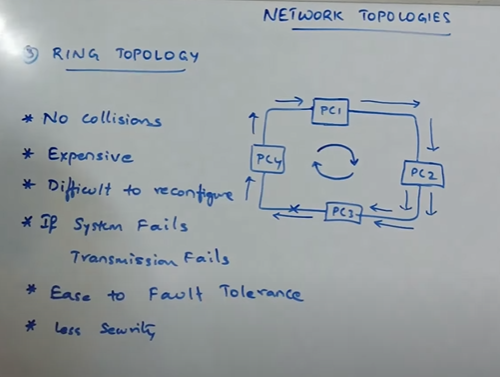 NETWORK TOPOLOGIES
3) RING TOPOLOGY
* No collisions
* Expensive
* Difficult to reconfigure
* If System Fails
Transmission Fails
* Ease to Fault Tolerance
* Less Security
PC1
PC4
PC2
PC3